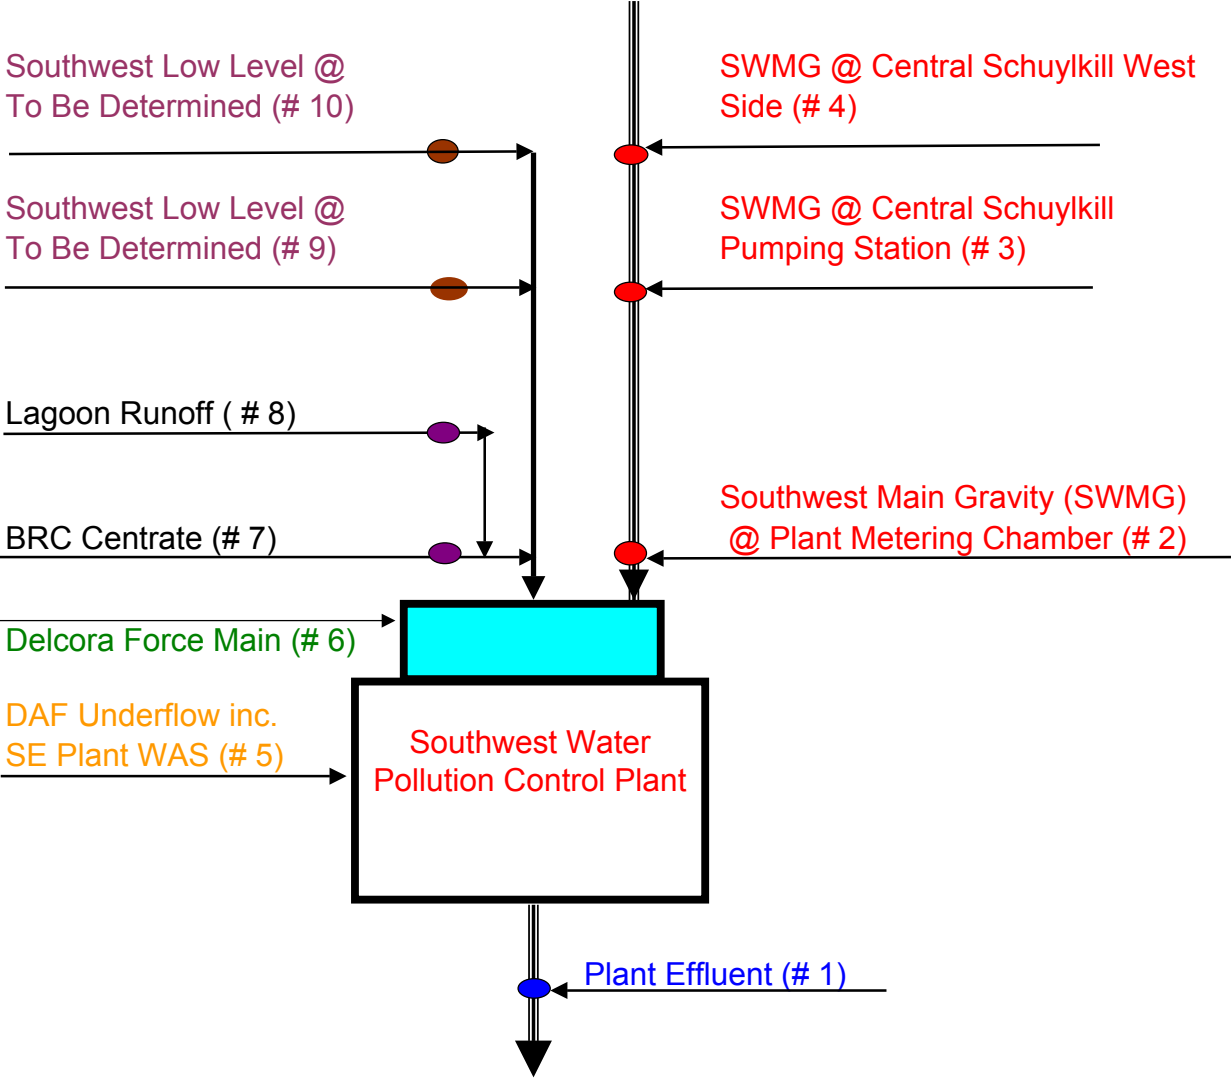 Southwest Low Level @
To Be Determined (# 10)
SWMG @ Central Schuylkill West
Side (# 4)
Southwest Low Level @
To Be Determined (# 9)
SWMG @ Central Schuylkill
Pumping Station (# 3)
Lagoon Runoff ( # 8)
Southwest Main Gravity (SWMG)
@ Plant Metering Chamber (# 2)
BRC Centrate (# 7)
Delcora Force Main (# 6)
DAF Underflow inc.
SE Plant WAS (# 5)
Southwest Water
Pollution Control Plant
Plant Effluent (# 1)